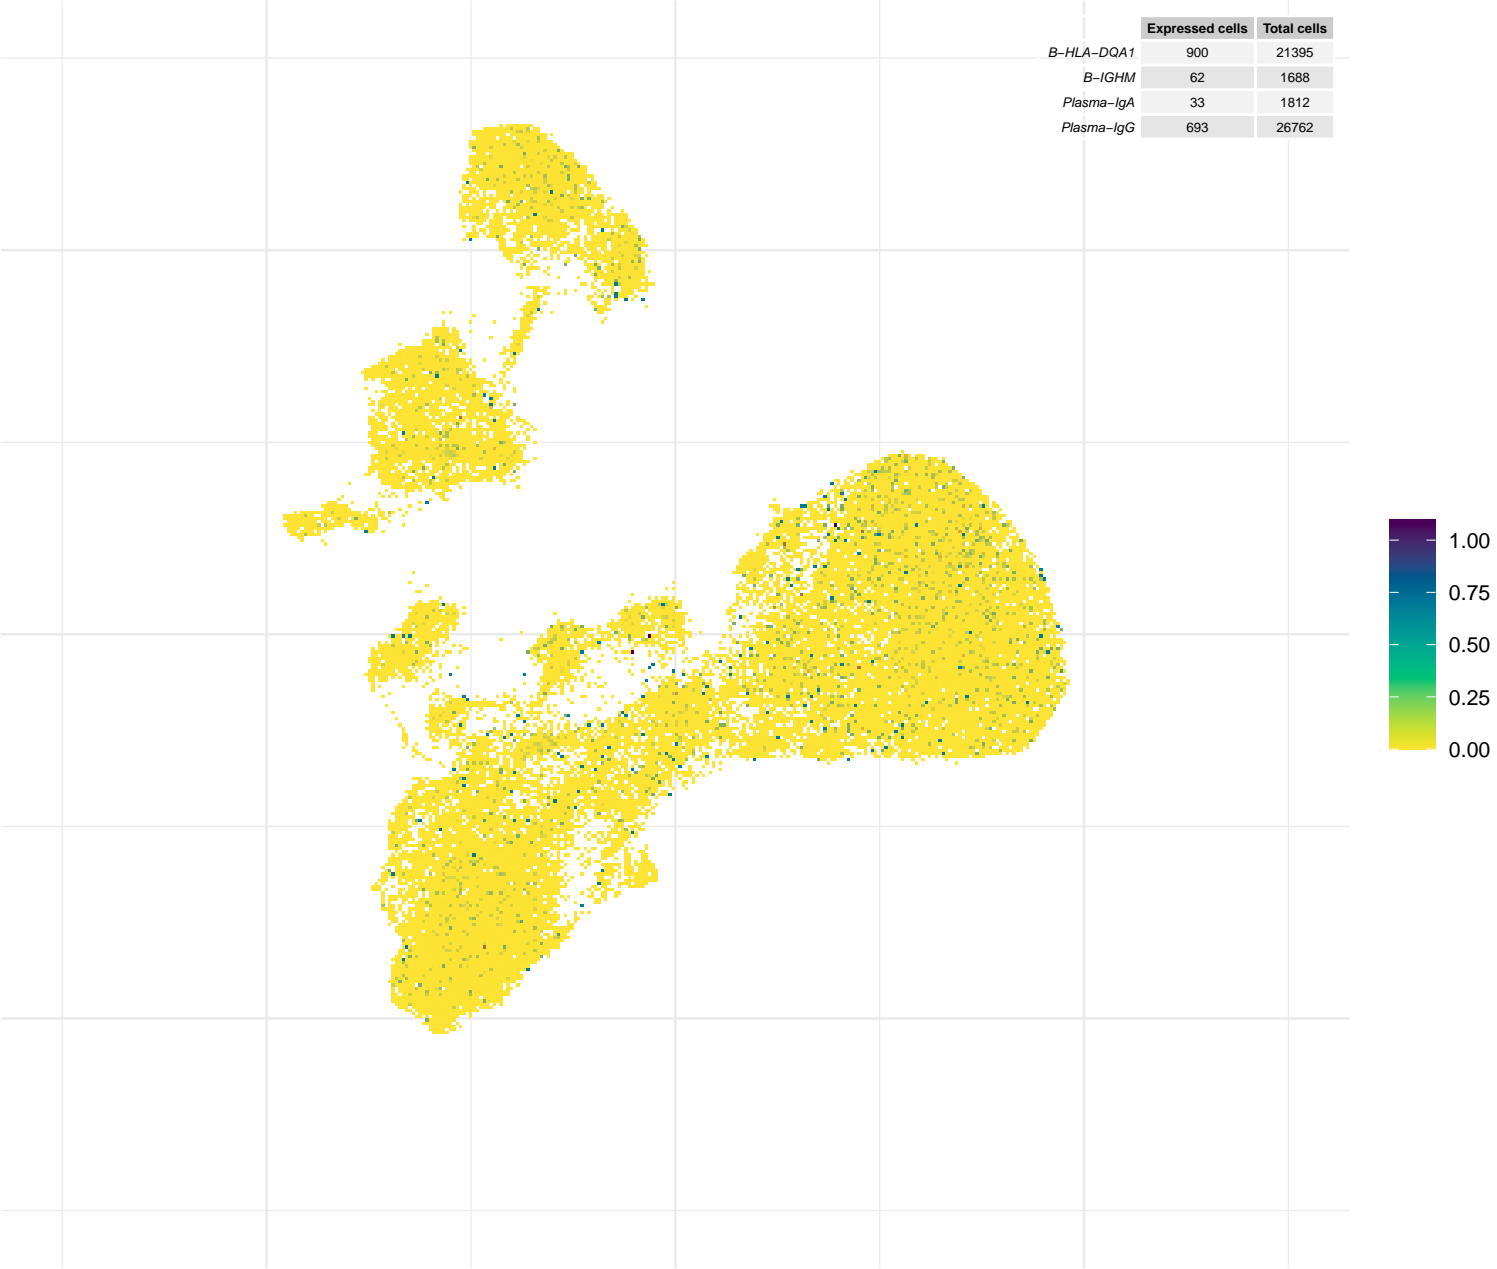 Expressed cells Total cells
B−HLA−DQA1 900 21395
B−IGHM 62 1688
Plasma−IgA 33 1812
Plasma−IgG 693 26762
1.00
0.75
0.50
0.25
0.00